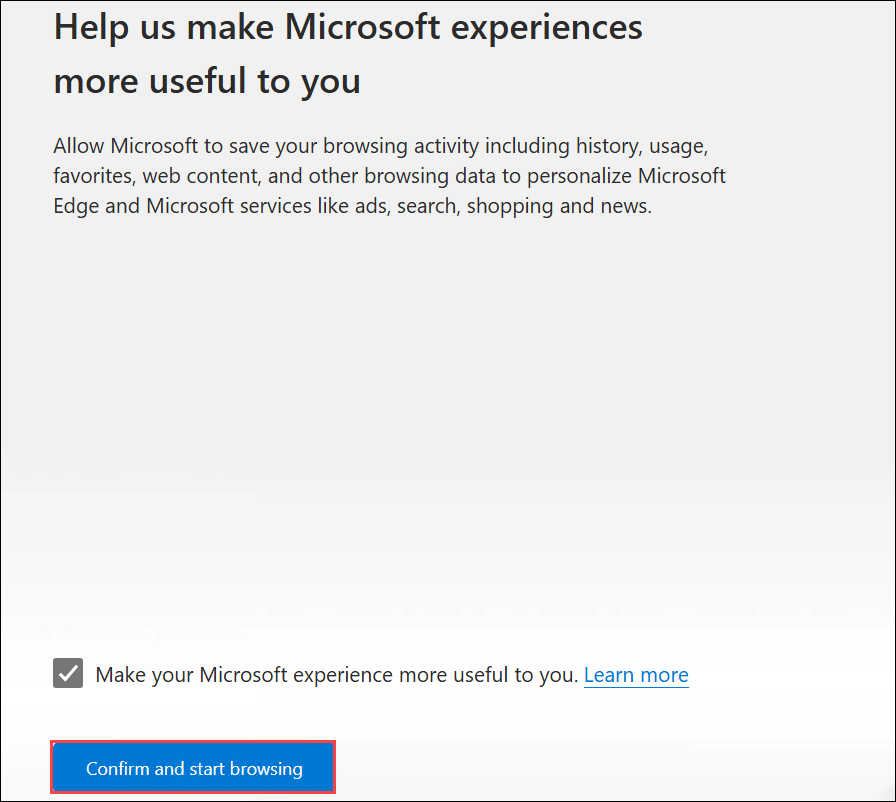 Help us make Microsoft experiences
more useful to you
Allow Microsoft to save your browsing activity including history, usage,
favorites, web content, and other browsing data to personalize Microsoft
Edge and Microsoft services like ads, search, shopping and news.
Make your Microsoft experience more useful to you. Learn more
Confirm and start browsing